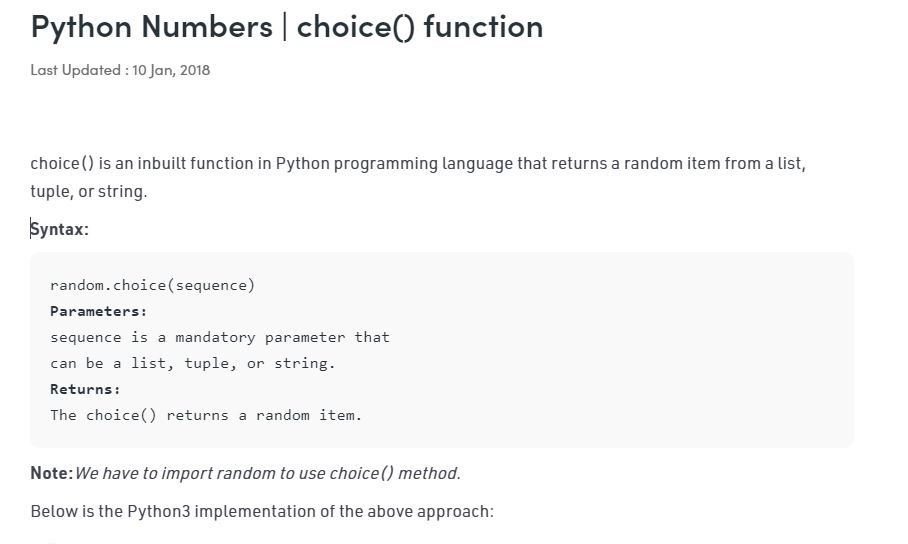 Python Numbers | choice() function
Last Updated : 10 Jan, 2018
choice() is an inbuilt function in Python programming language that returns a random item from a list,
tuple, or string.
Syntax:
random.choice(sequence)
Parameters:
sequence is a mandatory parameter that
can be a list, tuple, or string.
Returns:
The choice() returns a random item.
Note:We have to import random to use choice() method.
Below is the Python3 implementation of the above approach: